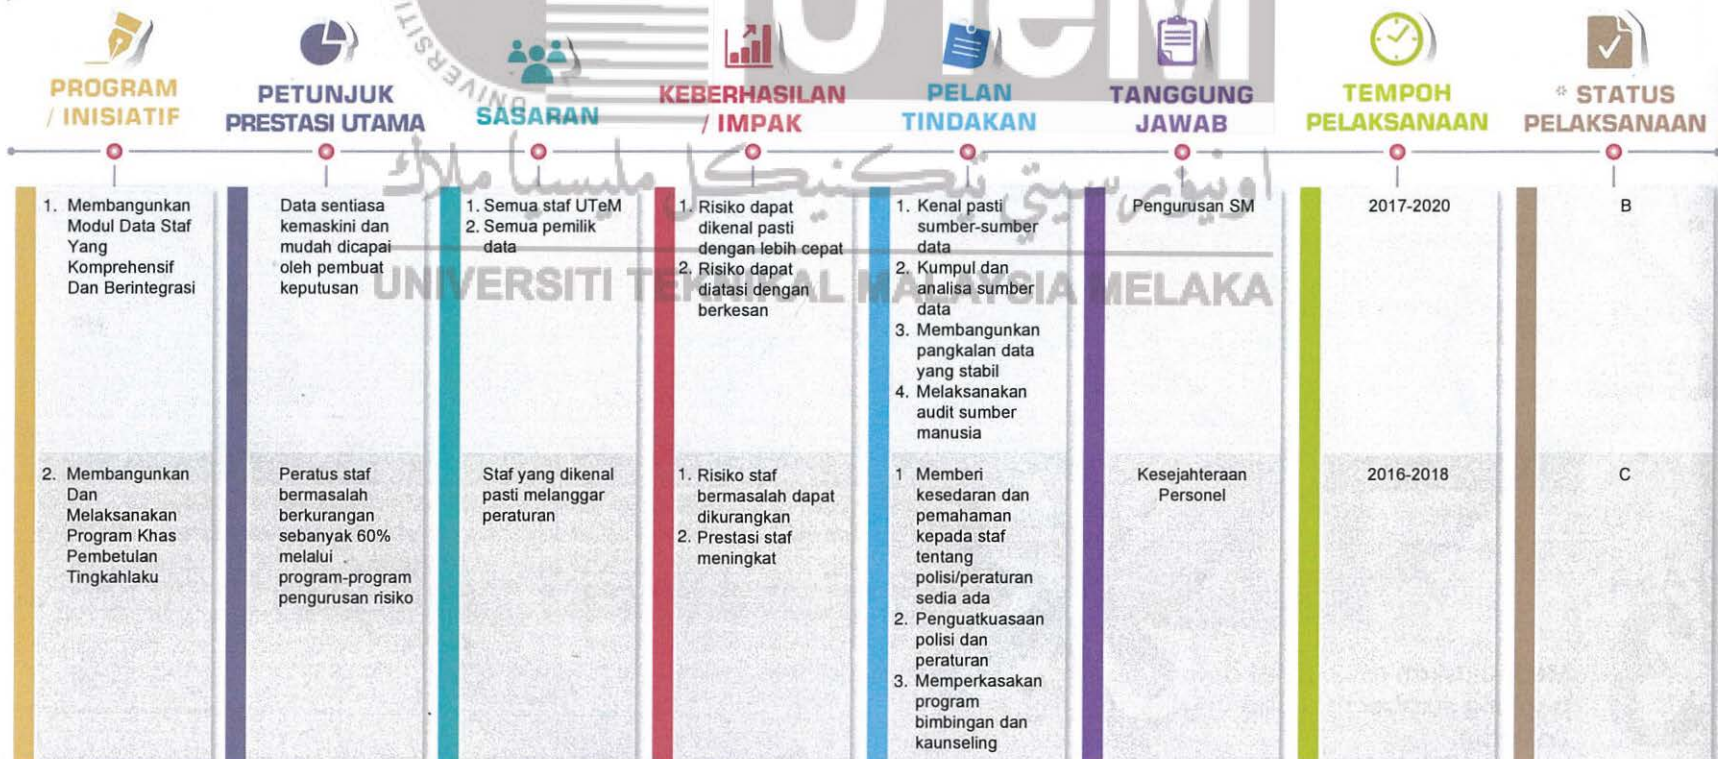 UNIVERSITI
UTeM
PROGRAM
/ INISIATIF
PETUNJUK
PRESTASI UTAMA
SASARAN
KEBERHASILAN
/ IMPAK
PELAN
TINDAKAN
TANGGUNG
JAWAB
TEMPOH
PELAKSANAAN
* STATUS
PELAKSANAAN
اونيۏرسيتي تيكنيكل مليسيا ملاك
UNIVERSITI TEKNIKAL MALAYSIA MELAKA
1. Membangunkan
Modul Data Staf
Yang
Komprehensif
Dan Berintegrasi
Data sentiasa
kemaskini dan
mudah dicapai
oleh pembuat
keputusan
1. Semua staf UTeM
2. Semua pemilik
data
1. Risiko dapat
dikenal pasti
dengan lebih cepat
2. Risiko dapat
diatasi dengan
berkesan
1. Kenal pasti
sumber-sumber
data
2. Kumpul dan
analisa sumber
data
3. Membangunkan
pangkalan data
yang stabil
4. Melaksanakan
audit sumber
manusia
Pengurusan SM
2017-2020
B
2. Membangunkan
Dan
Melaksanakan
Program Khas
Pembetulan
Tingkahlaku
Peratus staf
bermasalah
berkurangan
sebanyak 60%
melalui
program-program
pengurusan risiko
Staf yang dikenal
pasti melanggar
peraturan
1. Risiko staf
bermasalah dapat
dikurangkan
2. Prestasi staf
meningkat
1 Memberi
kesedaran dan
pemahaman
kepada staf
tentang
polisi/peraturan
sedia ada
2. Penguatkuasaan
polisi dan
peraturan
3. Memperkasakan
program
bimbingan dan
kaunseling
Kesejahteraan
Personel
2016-2018
C